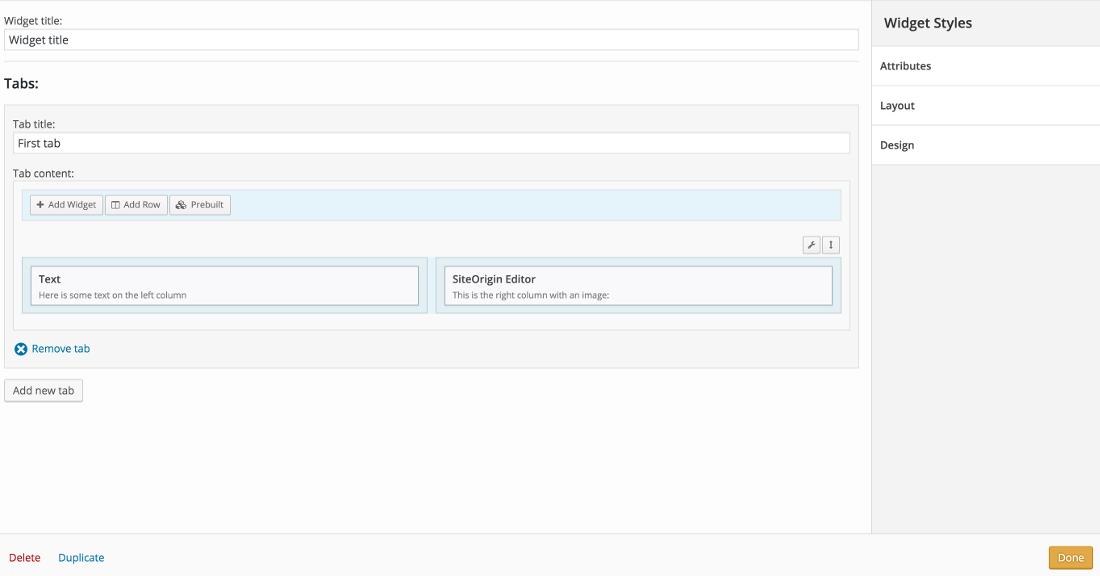 Widget title:
Widget title
Tabs:
Tab title:
First tab
Tab content:
Add Widget Add Row Prebuilt
Text
Here is some text on the left column
SiteOrigin Editor
This is the right column with an image:
Remove tab
Add new tab
Widget Styles
Attributes
Layout
Design
Delete Duplicate Done